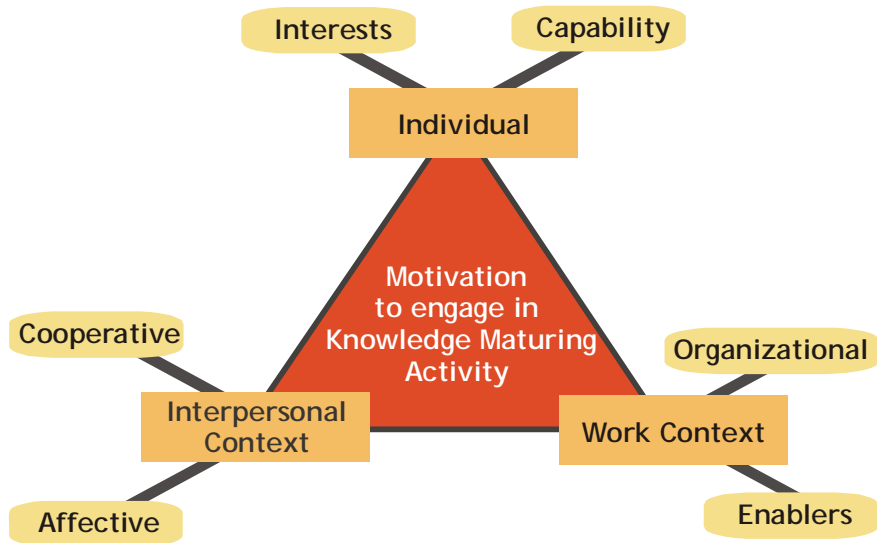 Interests
Capability
Individual
Motivation
to engage in
Knowledge Maturing
Activity
Cooperative
Organizational
Interpersonal
Context
Work Context
Affective
Enablers